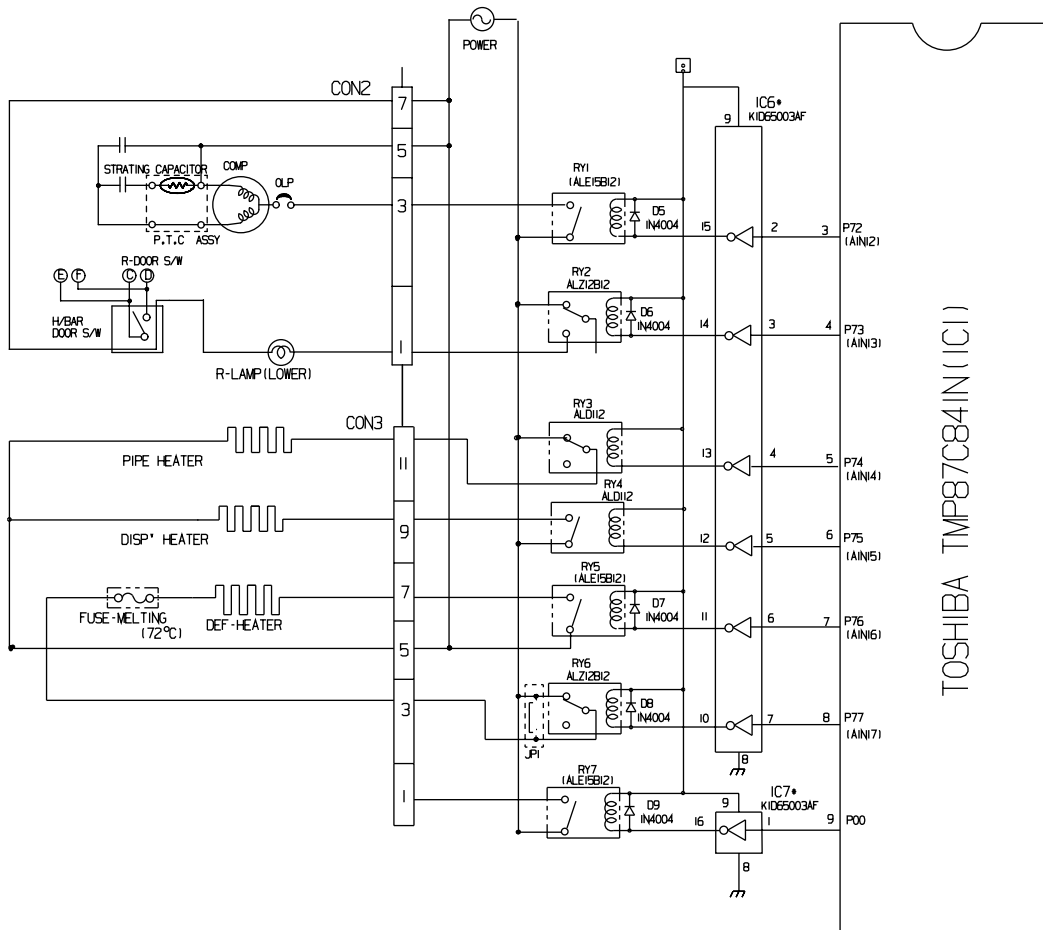 POWER
CON2
7
5
3
1
STRATING CAPACITOR
COMP
OLP
P.T.C ASSY
R-DOOR S/W
E F C D
H/BAR
DOOR S/W
R-LAMP(LOWER)
CON3
11
9
7
5
3
1
PIPE HEATER
DISP' HEATER
FUSE-MELTING
(72°C)
DEF-HEATER
RY1
(ALE15B12)
D5
1N4004
15
2
3
P72
(AIN12)
RY2
ALZ12B12
D6
1N4004
14
3
4
P73
(AIN13)
RY3
ALD112
13
4
5
P74
(AIN14)
RY4
ALD112
12
5
6
P75
(AIN15)
RY5
(ALE15B12)
D7
1N4004
11
6
7
P76
(AIN16)
RY6
ALZ12B12
JP1
D8
1N4004
10
7
8
P77
(AIN17)
RY7
(ALE15B12)
D9
1N4004
16
1
9
P00
IC6*
KID65003AF
9
8
IC7*
KID65003AF
9
8
TOSHIBA TMP87C841N(IC1)